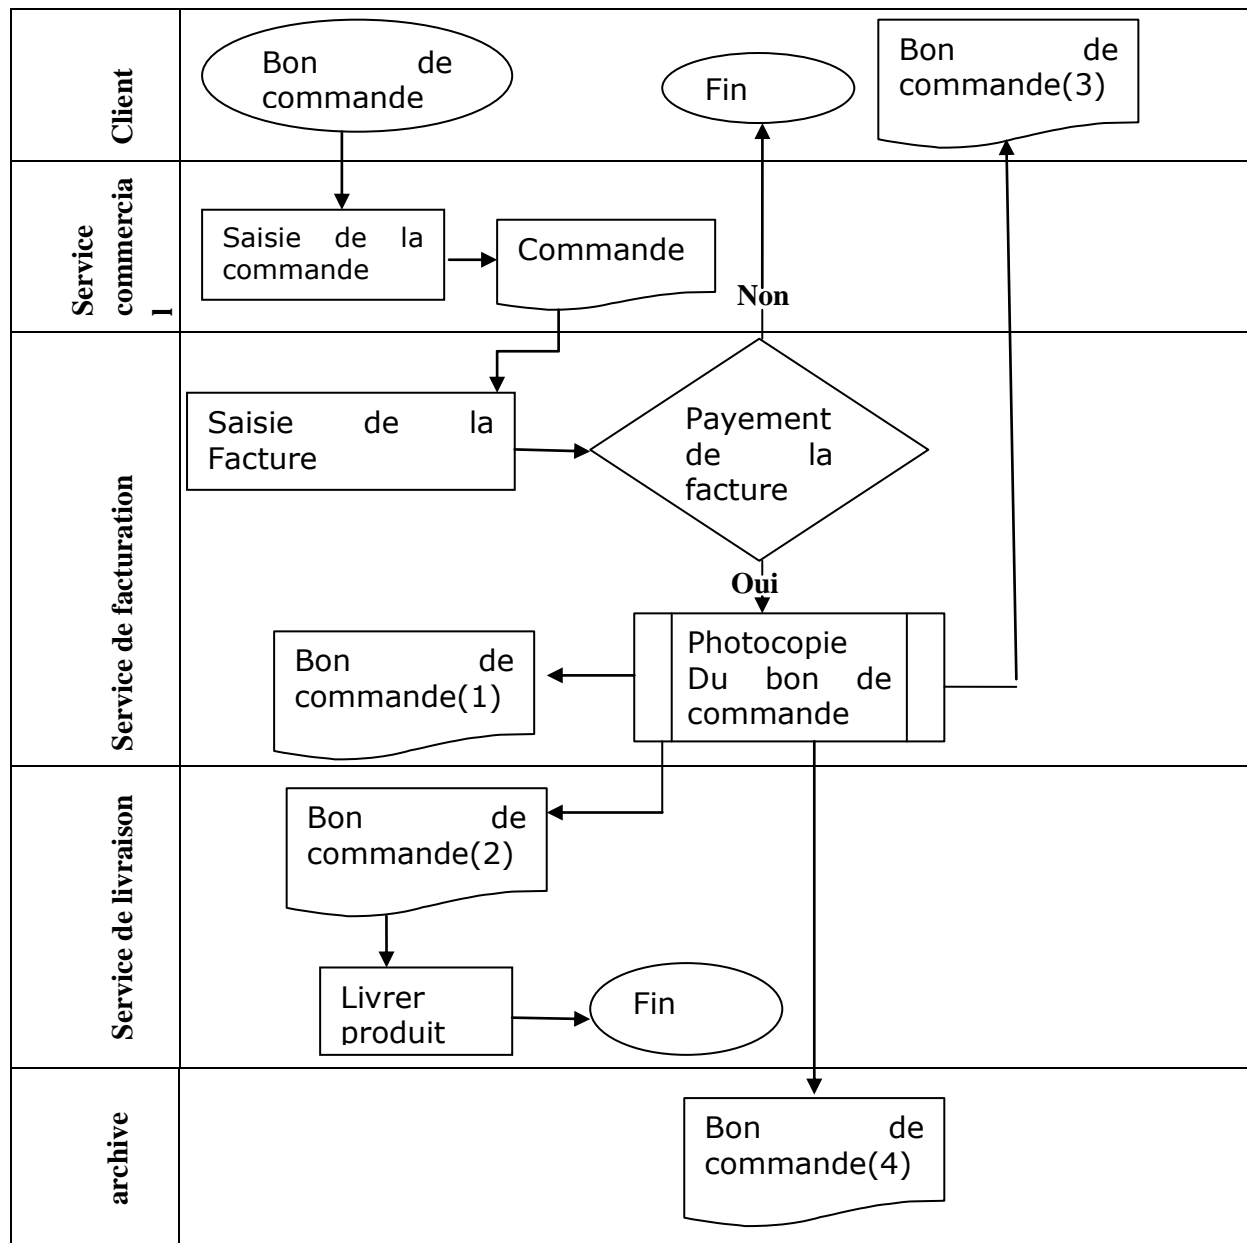 Client
Bon de
commande
Fin
Bon de
commande(3)
Service
commercia
l
Saisie de la
commande
Commande
Non
Service de facturation
Saisie de la
Facture
Payement
de la
facture
Oui
Photocopie
Du bon de
commande
Bon de
commande(1)
Service de livraison
Bon de
commande(2)
Livrer
produit
Fin
archive
Bon de
commande(4)